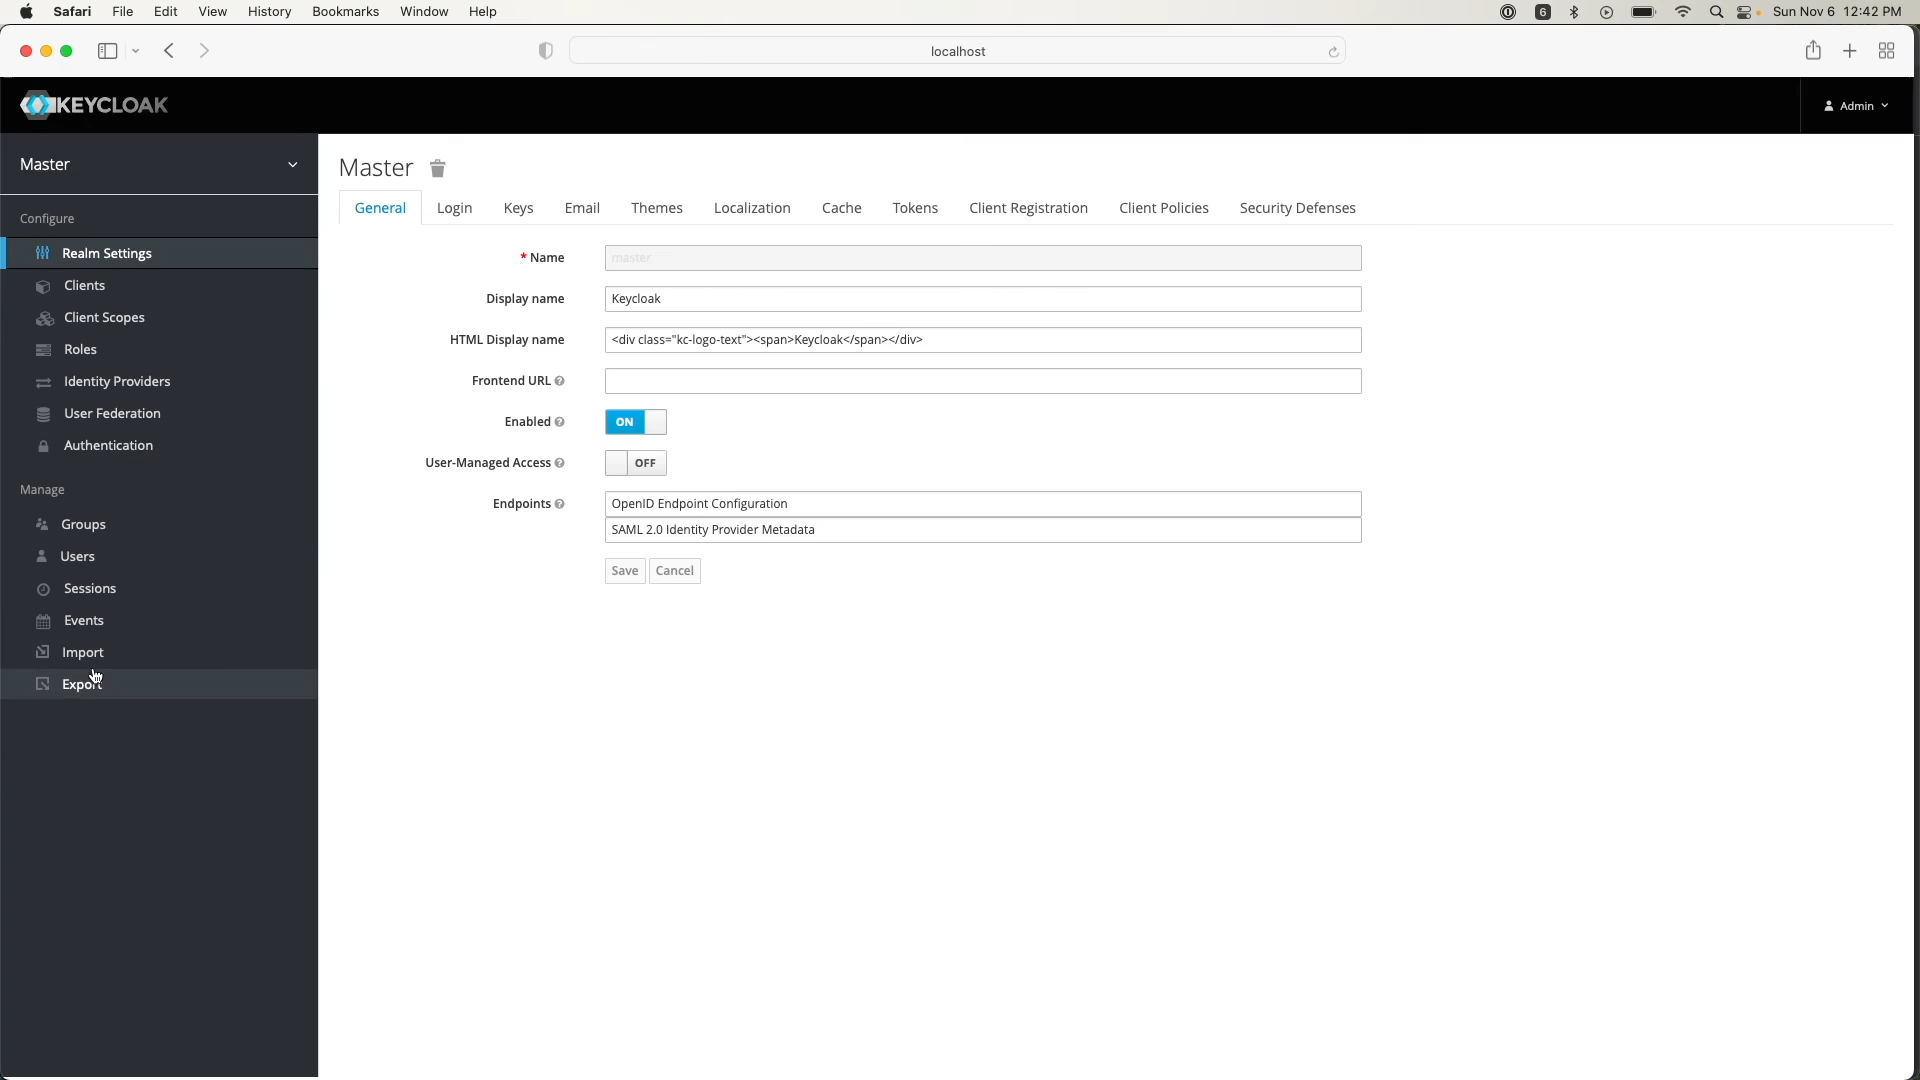 Safari File Edit View History Bookmarks Window Help 6 Sun Nov 6 12:42 PM
localhost
KEYCLOAK Admin
Master
Configure
Realm Settings
Clients
Client Scopes
Roles
Identity Providers
User Federation
Authentication
Manage
Groups
Users
Sessions
Events
Import
Export
Master
General Login Keys Email Themes Localization Cache Tokens Client Registration Client Policies Security Defenses
* Name master
Display name Keycloak
HTML Display name <div class="kc-logo-text"><span>Keycloak</span></div>
Frontend URL
Enabled ON
User-Managed Access OFF
Endpoints OpenID Endpoint Configuration
SAML 2.0 Identity Provider Metadata
Save Cancel